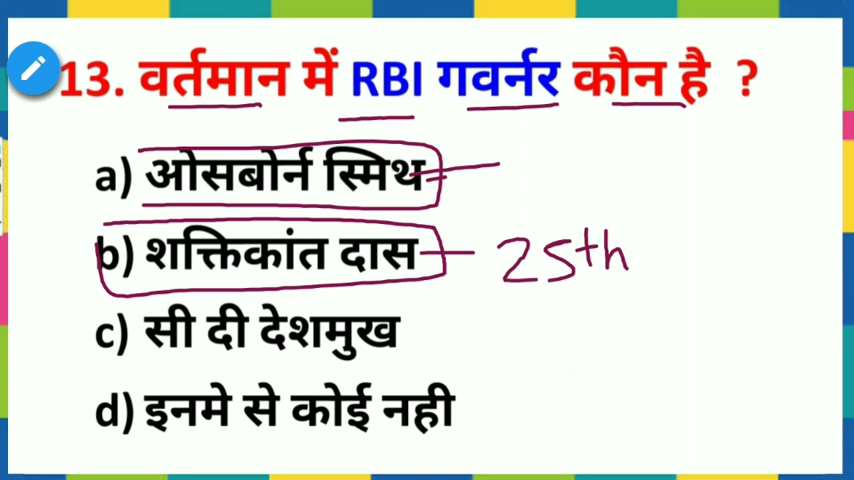 13. वर्तमान में RBI गवर्नर कौन है ?
a) ओसबोर्न स्मिथ
b) शक्तिकांत दास 25th
c) सी दी देशमुख
d) इनमे से कोई नही